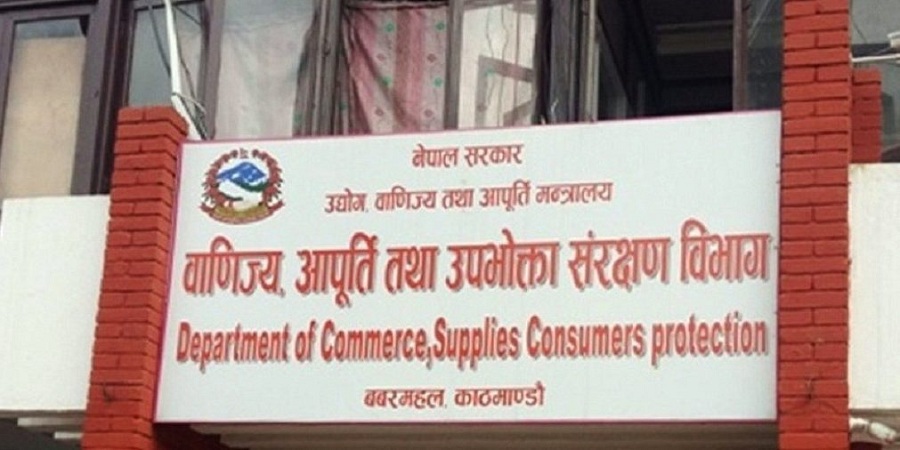 नेपाल सरकार
उद्योग, वाणिज्य तथा आपूर्ति मन्त्रालय
वाणिज्य, आपूर्ति तथा उपभोक्ता संरक्षण विभाग
Department of Commerce,Supplies Consumers protection
बबरमहल, काठमाण्डौ